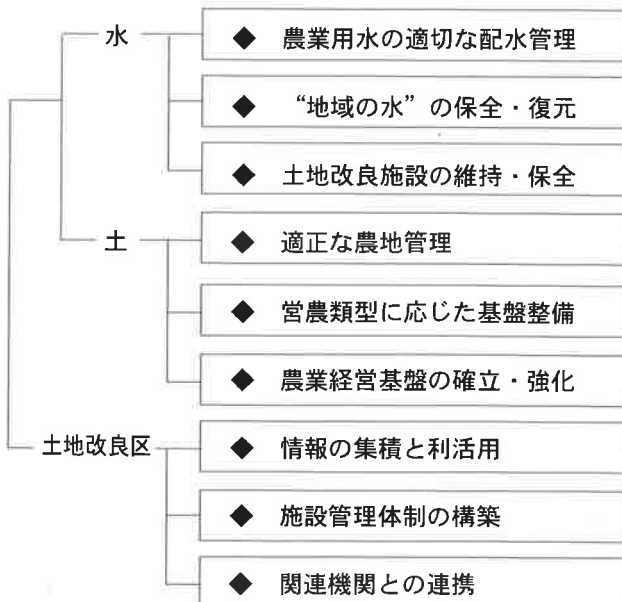 水
◆ 農業用水の適切な配水管理
◆ “地域の水”の保全・復元
◆ 土地改良施設の維持・保全
土
◆ 適正な農地管理
◆ 営農類型に応じた基盤整備
◆ 農業経営基盤の確立・強化
土地改良区
◆ 情報の集積と利活用
◆ 施設管理体制の構築
◆ 関連機関との連携